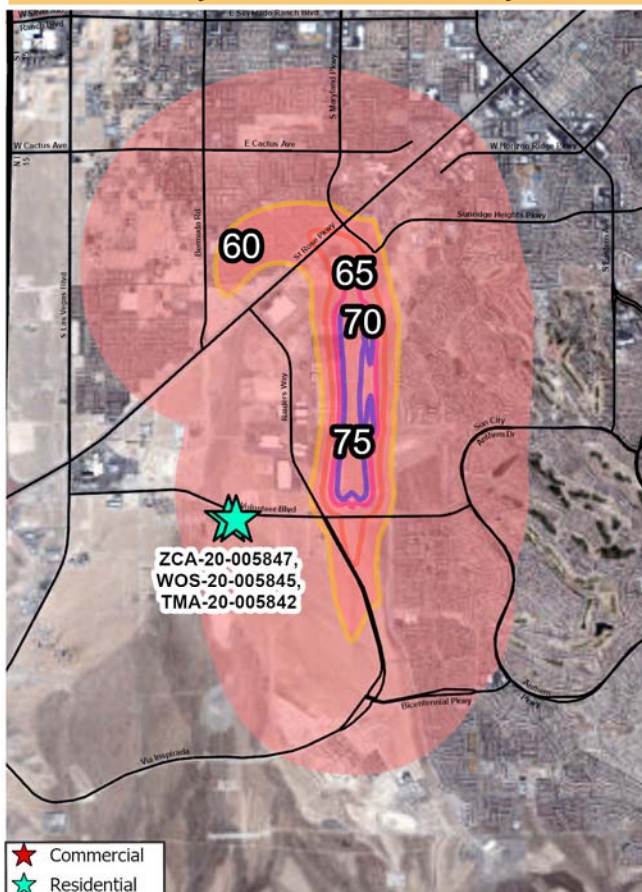 E Silverado Ranch Blvd
Ranch Blvd
S Maryland Pkwy
W Cactus Ave
E Cactus Ave
W Horizon Ridge Pkwy
N I
15
Bermuda Rd
St Rose Pkwy
Sunridge Heights Pkwy
S Eastern Ave
60
65
S Las Vegas Blvd
70
Raiders Way
75
Sun City
Anthem Dr
Volunteer Blvd
ZCA-20-005847,
WOS-20-005845,
TMA-20-005842
Anthem
Pkwy
Bicentennial Pkwy
Via Inspirada
Commercial
Residential